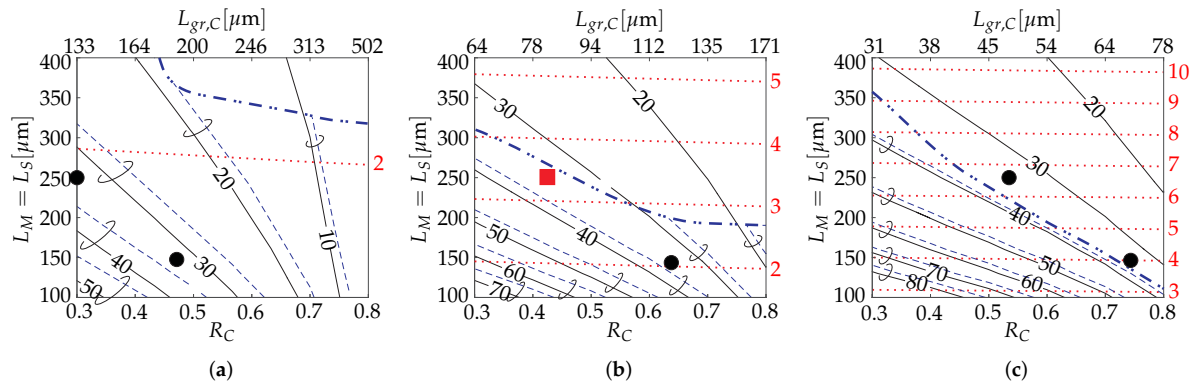 L_{gr,C}[μm]
133 164 200 246 313 502
400
350
300
250
200
150
100
L_M = L_S[μm]
20
2
10
30
40
50
0.3 0.4 0.5 0.6 0.7 0.8
R_C
(a)
L_{gr,C}[μm]
64 78 94 112 135 171
400
350
300
250
200
150
100
L_M = L_S[μm]
5
20
30
4
3
40
50
2
60
70
0.3 0.4 0.5 0.6 0.7 0.8
R_C
(b)
L_{gr,C}[μm]
31 38 45 54 64 78
400
350
300
250
200
150
100
L_M = L_S[μm]
10
20
9
8
30
7
6
40
5
50
4
70
60
80
3
0.3 0.4 0.5 0.6 0.7 0.8
R_C
(c)